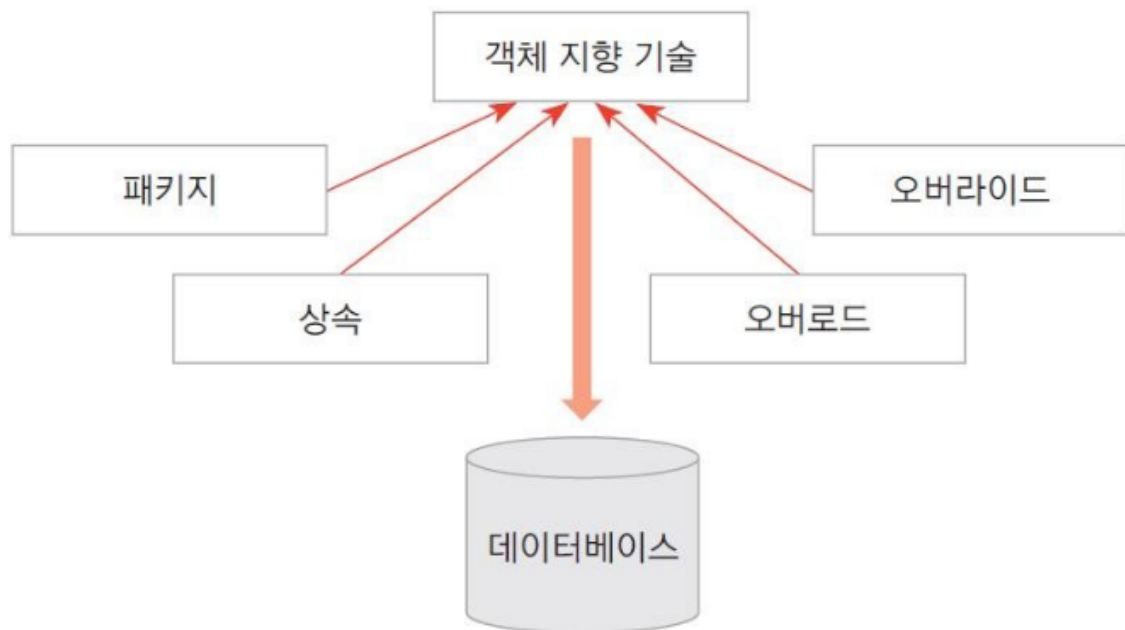 객체 지향 기술
패키지
오버라이드
상속
오버로드
데이터베이스